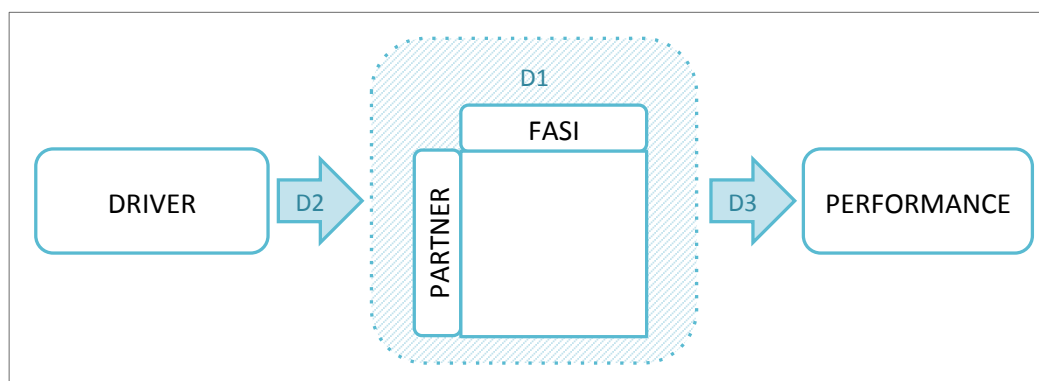 D1
FASI
DRIVER
D2
PARTNER
D3
PERFORMANCE